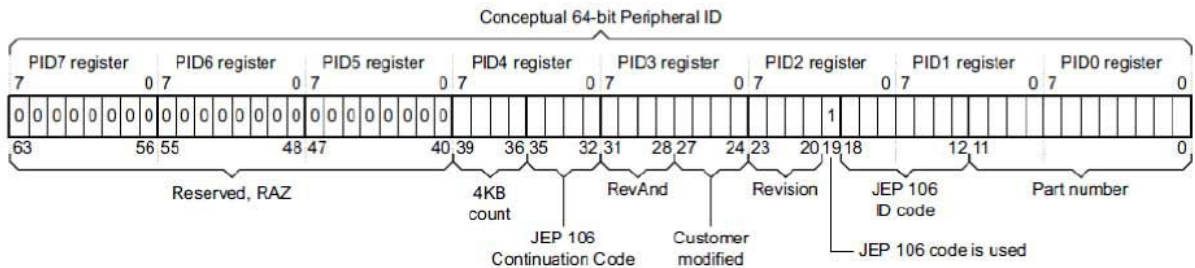 Conceptual 64-bit Peripheral ID
PID7 register PID6 register PID5 register PID4 register PID3 register PID2 register PID1 register PID0 register
7 0 7 0 7 0 7 0 7 0 7 0 7 0 7 0
0 0 0 0 0 0 0 0 0 0 0 0 0 0 0 0 0 0 0 0 0 0 0 0 1
63 56 55 48 47 40 39 36 35 32 31 28 27 24 23 20 19 18 12 11 0
Reserved, RAZ 4KB count RevAnd Revision JEP 106 ID code Part number
JEP 106 Continuation Code Customer modified JEP 106 code is used